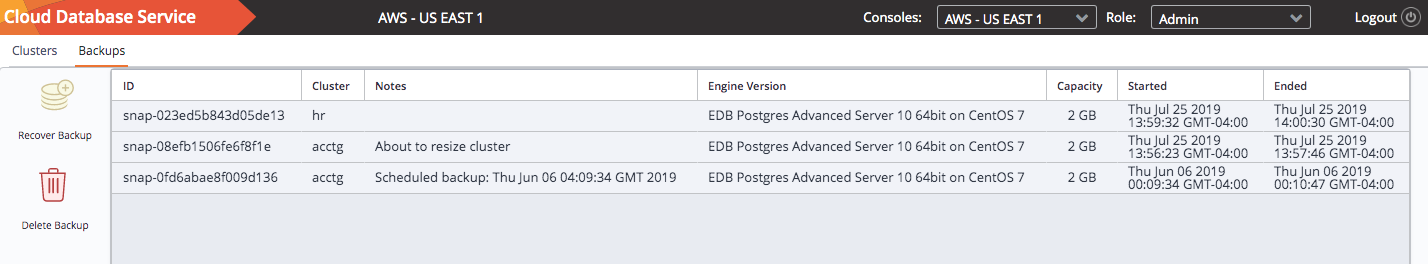 Cloud Database Service AWS - US EAST 1 Consoles: AWS - US EAST 1 Role: Admin Logout
Clusters Backups
ID Cluster Notes Engine Version Capacity Started Ended
snap-023ed5b843d05de13 hr EDB Postgres Advanced Server 10 64bit on CentOS 7 2 GB Thu Jul 25 2019 13:59:32 GMT-04:00 Thu Jul 25 2019 14:00:30 GMT-04:00
snap-08efb1506fe6f8f1e acctg About to resize cluster EDB Postgres Advanced Server 10 64bit on CentOS 7 2 GB Thu Jul 25 2019 13:56:23 GMT-04:00 Thu Jul 25 2019 13:57:46 GMT-04:00
snap-0fd6abae8f009d136 acctg Scheduled backup: Thu Jun 06 04:09:34 GMT 2019 EDB Postgres Advanced Server 10 64bit on CentOS 7 2 GB Thu Jun 06 2019 00:09:34 GMT-04:00 Thu Jun 06 2019 00:10:47 GMT-04:00
Recover Backup
Delete Backup